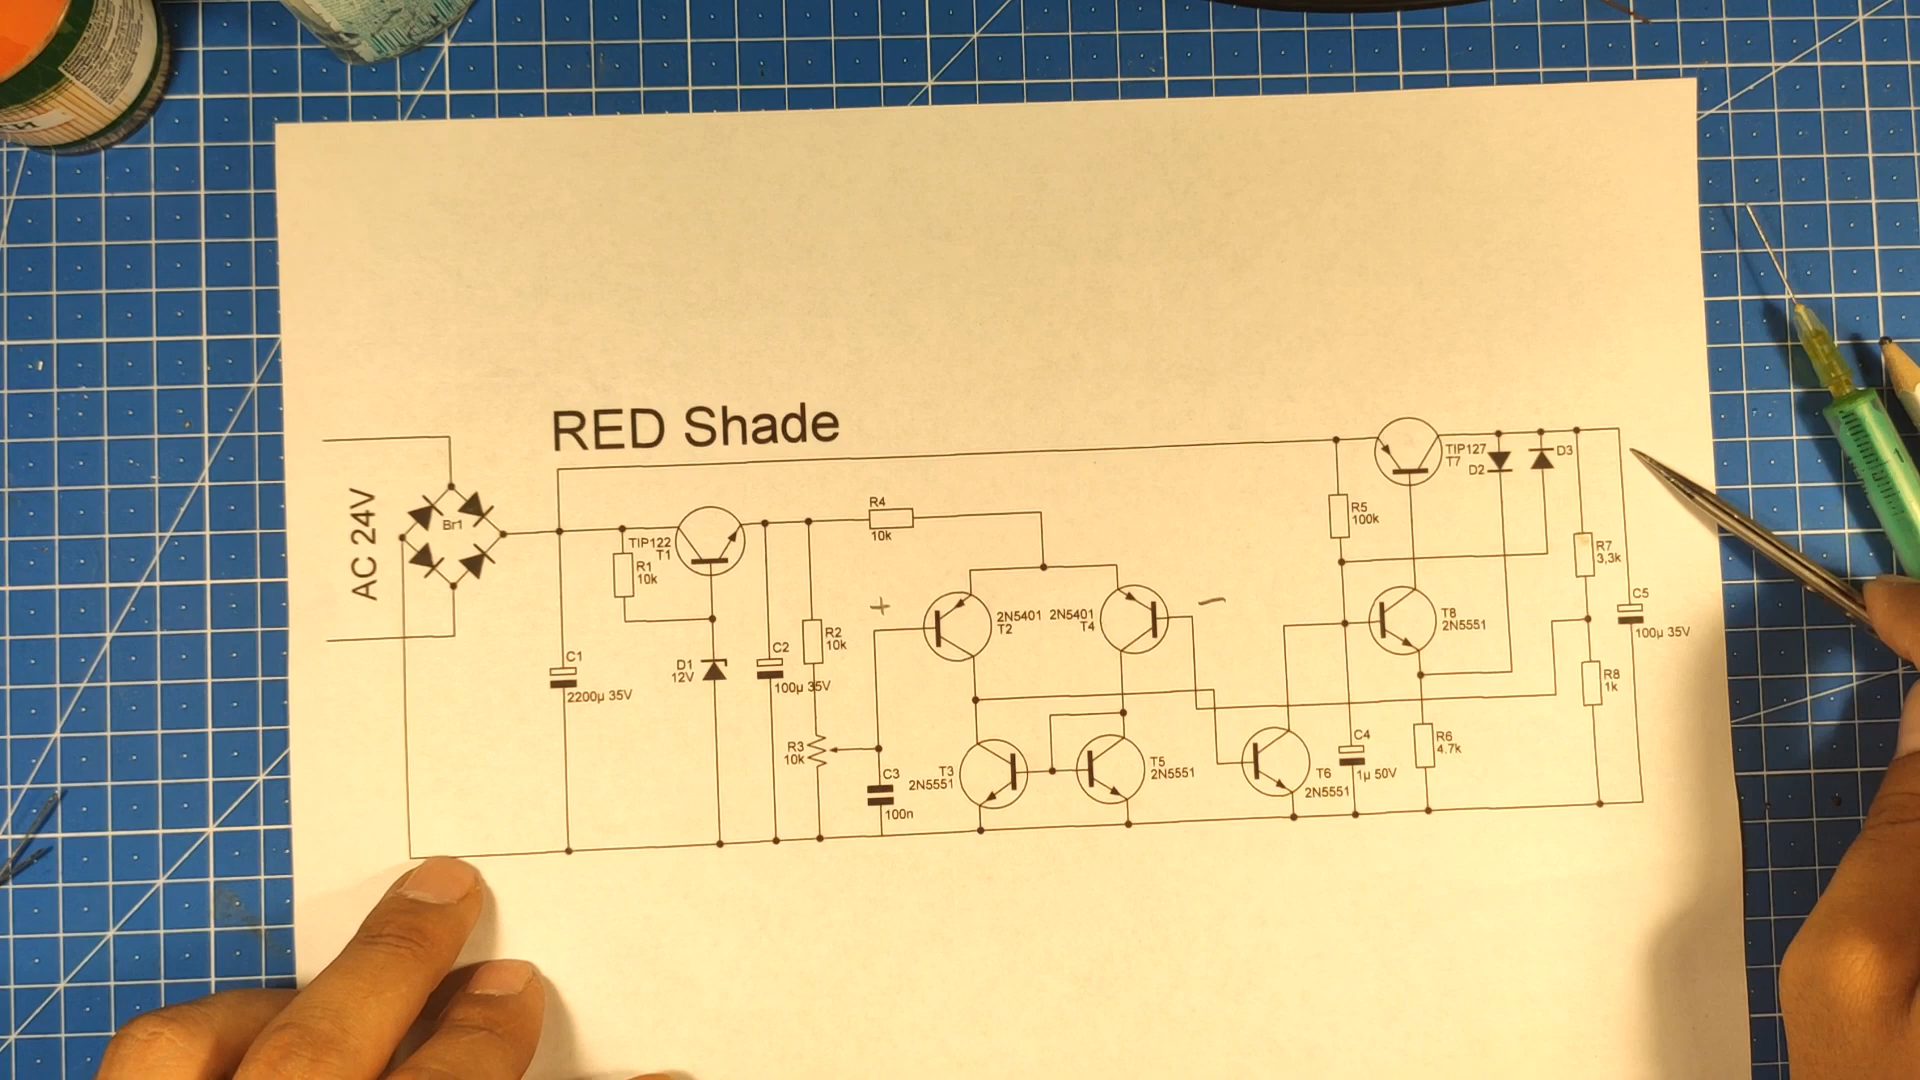 RED Shade
AC 24V
Br1
C1
2200µ 35V
TIP122
T1
R1
10k
D1
12V
C2
100µ 35V
R2
10k
R3
10k
R4
10k
+
C3
100n
2N5401
T2
2N5401
T4
−
T3
2N5551
T5
2N5551
T6
2N5551
R5
100k
C4
1µ 50V
TIP127
T7
D2
D3
T8
2N5551
R6
4.7k
R7
3,3k
R8
1k
C5
100µ 35V